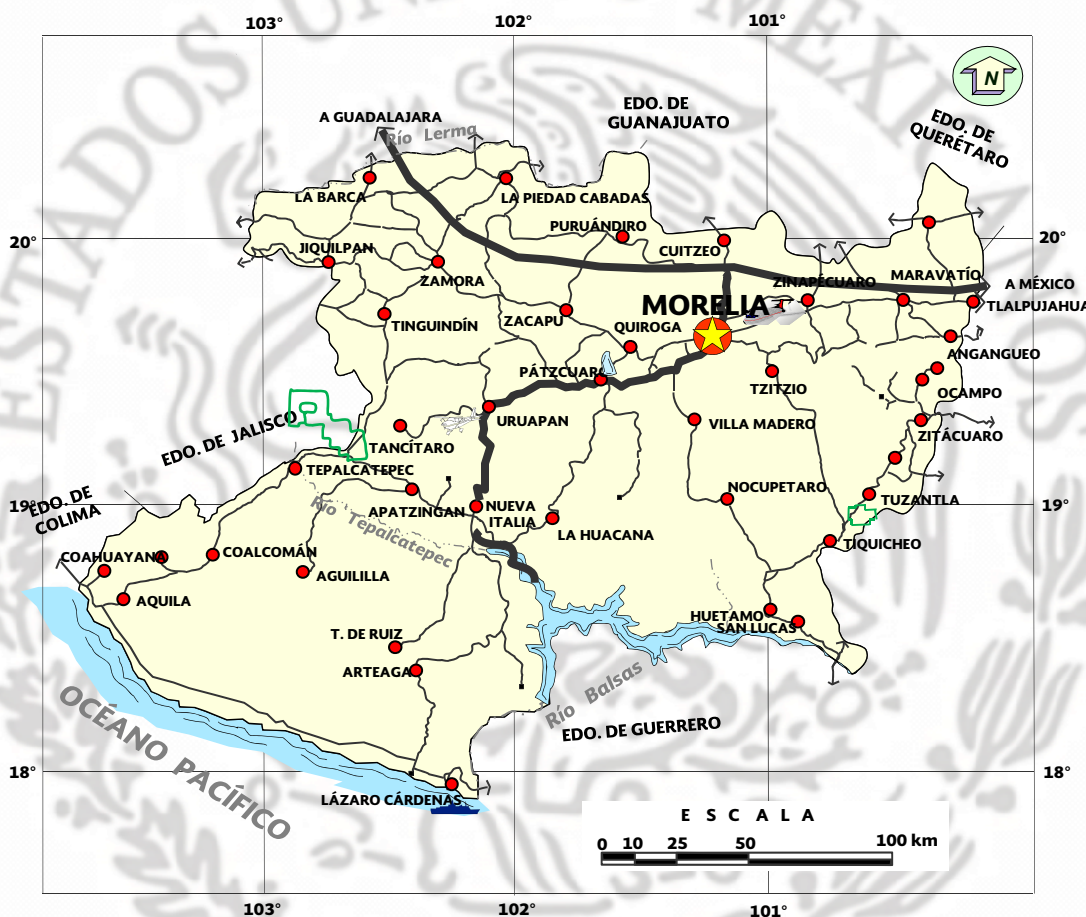 103°
102°
101°
ESTADOS UNIDOS MEXICANOS
N
EDO. DE
GUANAJUATO
EDO. DE
QUERÉTARO
A GUADALAJARA
Río Lerma
LA BARCA
LA PIEDAD CABADAS
PURUÁNDIRO
CUITZEO
20°
20°
JIQUILPAN
ZAMORA
ZINAPÉCUARO
MARAVATÍO
A MÉXICO
TLALPUJAHUA
MORELIA
TINGUINDÍN
ZACAPU
QUIROGA
ANGANGUEO
PÁTZCUARO
TZITZIO
OCAMPO
EDO. DE JALISCO
URUAPAN
VILLA MADERO
ZITÁCUARO
TANCÍTARO
TEPALCATEPEC
NOCUPETARO
TUZANTLA
EDO. DE
COLIMA
19°
19°
APATZINGAN
NUEVA
ITALIA
Río Tepalcatepec
LA HUACANA
TIQUICHEO
COAHUAYANA
COALCOMÁN
AGUILILLA
AQUILA
HUETAMO
SAN LUCAS
T. DE RUIZ
ARTEAGA
Río Balsas
EDO. DE GUERRERO
OCÉANO PACÍFICO
18°
18°
LÁZARO CÁRDENAS
E S C A L A
0 10 25 50 100 km
103°
102°
101°